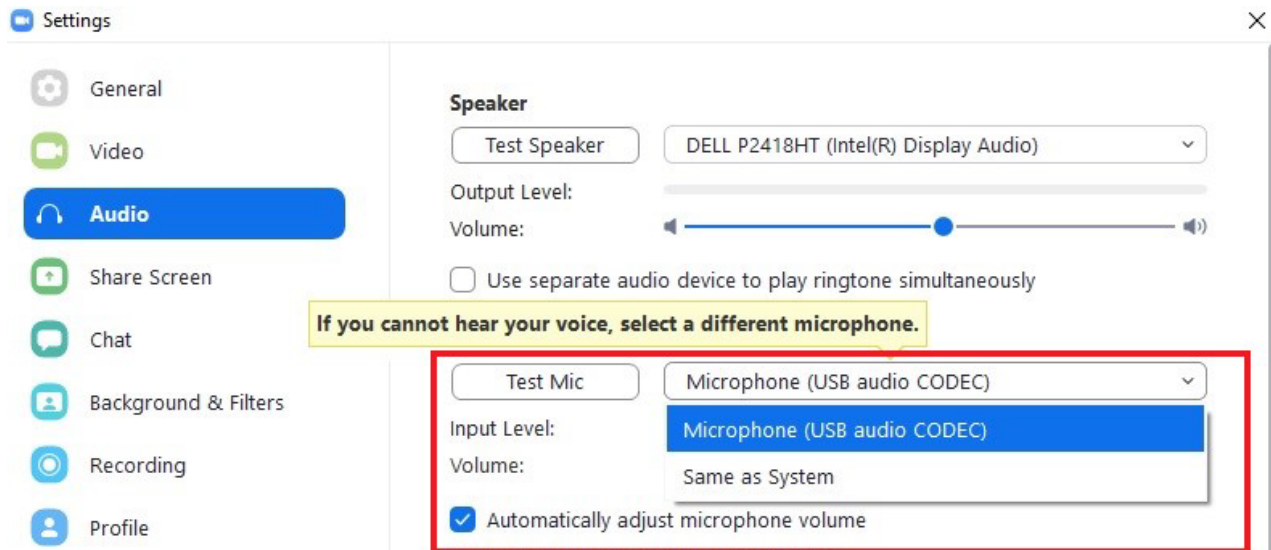 Settings
General
Video
Audio
Share Screen
Chat
Background & Filters
Recording
Profile
Speaker
Test Speaker DELL P2418HT (Intel(R) Display Audio)
Output Level:
Volume:
Use separate audio device to play ringtone simultaneously
If you cannot hear your voice, select a different microphone.
Test Mic Microphone (USB audio CODEC)
Input Level: Microphone (USB audio CODEC)
Volume: Same as System
Automatically adjust microphone volume